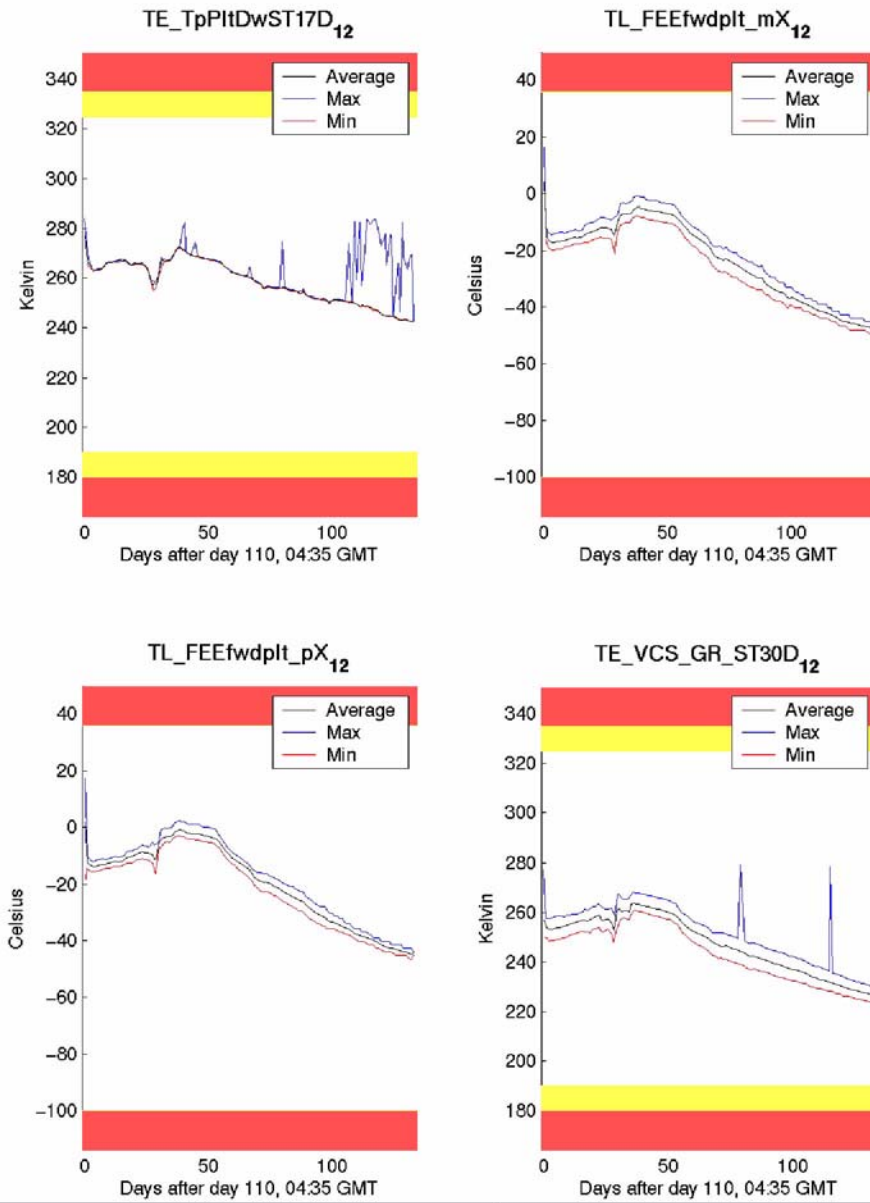 TE_TpPltDwST17D12
340
320
300
280
260
240
220
200
180
Kelvin
Average
Max
Min
0 50 100
Days after day 110, 04:35 GMT
TL_FEEfwdplt_mX12
40
20
0
−20
−40
−60
−80
−100
Celsius
Average
Max
Min
0 50 100
Days after day 110, 04:35 GMT
TL_FEEfwdplt_pX12
40
20
0
−20
−40
−60
−80
−100
Celsius
Average
Max
Min
0 50 100
Days after day 110, 04:35 GMT
TE_VCS_GR_ST30D12
340
320
300
280
260
240
220
200
180
Kelvin
Average
Max
Min
0 50 100
Days after day 110, 04:35 GMT